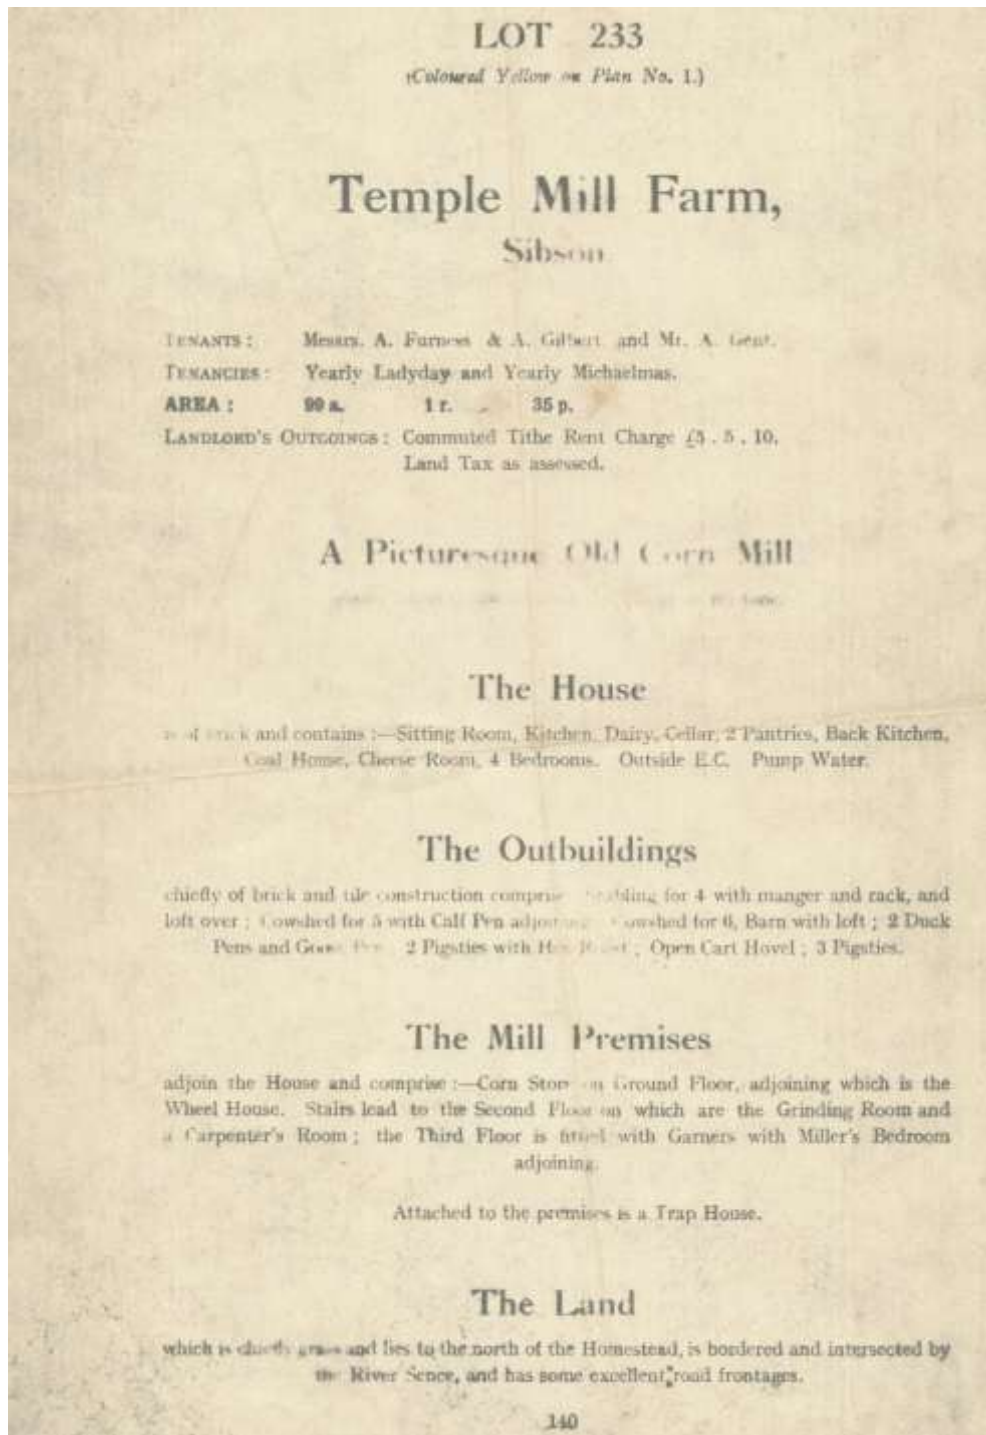 LOT 233
(Coloured Yellow on Plan No. 1.)
Temple Mill Farm,
Sibson
TENANTS : Messrs. A. Furness & A. Gilbert and Mr. A. Gent.
TENANCIES : Yearly Ladyday and Yearly Michaelmas.
AREA : 99 a. 1 r. 35 p.
LANDLORD'S OUTGOINGS : Commuted Tithe Rent Charge £5 . 5 . 10.
Land Tax as assessed.
A Picturesque Old Corn Mill
The House
is of brick and contains :—Sitting Room, Kitchen, Dairy, Cellar, 2 Pantries, Back Kitchen,
Coal House, Cheese Room, 4 Bedrooms. Outside E.C. Pump Water.
The Outbuildings
chiefly of brick and tile construction comprise Stabling for 4 with manger and rack, and
loft over ; Cowshed for 5 with Calf Pen adjoining Cowshed for 6, Barn with loft ; 2 Duck
Pens and Goose Pen 2 Pigsties with Hen Roost ; Open Cart Hovel ; 3 Pigsties.
The Mill Premises
adjoin the House and comprise :—Corn Store on Ground Floor, adjoining which is the
Wheel House. Stairs lead to the Second Floor on which are the Grinding Room and
a Carpenter's Room ; the Third Floor is fitted with Garners with Miller's Bedroom
adjoining.
Attached to the premises is a Trap House.
The Land
which is chiefly grass and lies to the north of the Homestead, is bordered and intersected by
the River Sence, and has some excellent road frontages.
140